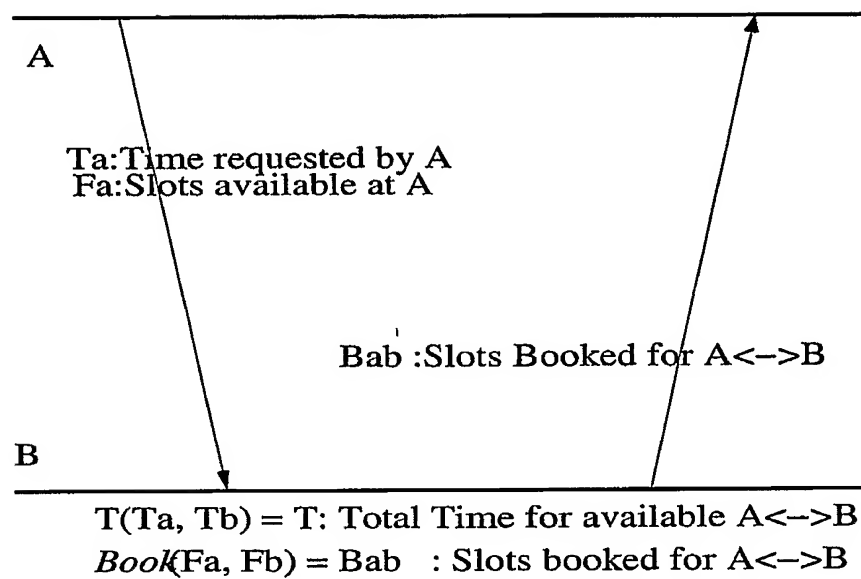 A
Ta:Time requested by A
Fa:Slots available at A
Bab :Slots Booked for A<->B
B
T(Ta, Tb) = T: Total Time for available A<->B
Book(Fa, Fb) = Bab : Slots booked for A<->B